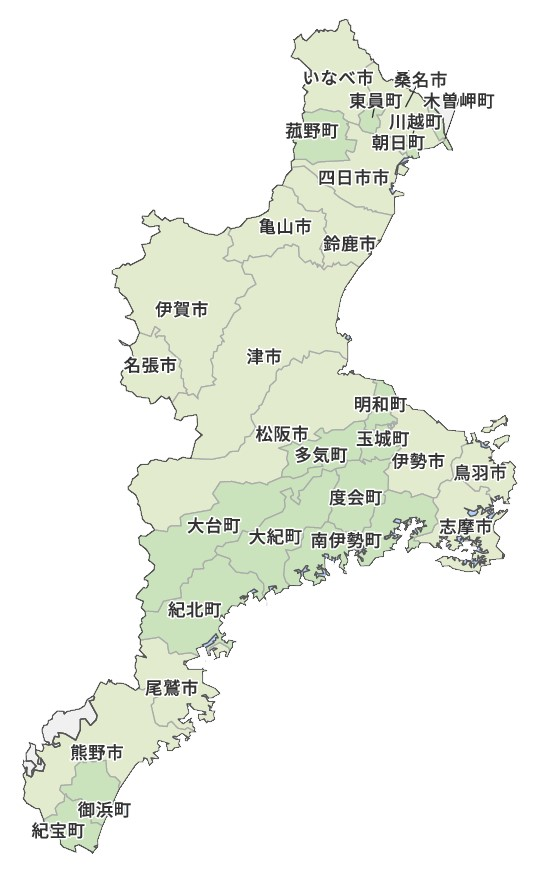 いなべ市
桑名市
東員町
木曽岬町
川越町
菰野町
朝日町
四日市市
亀山市
鈴鹿市
伊賀市
津市
名張市
明和町
松阪市
玉城町
多気町
伊勢市
鳥羽市
度会町
大台町
志摩市
大紀町
南伊勢町
紀北町
尾鷲市
熊野市
御浜町
紀宝町